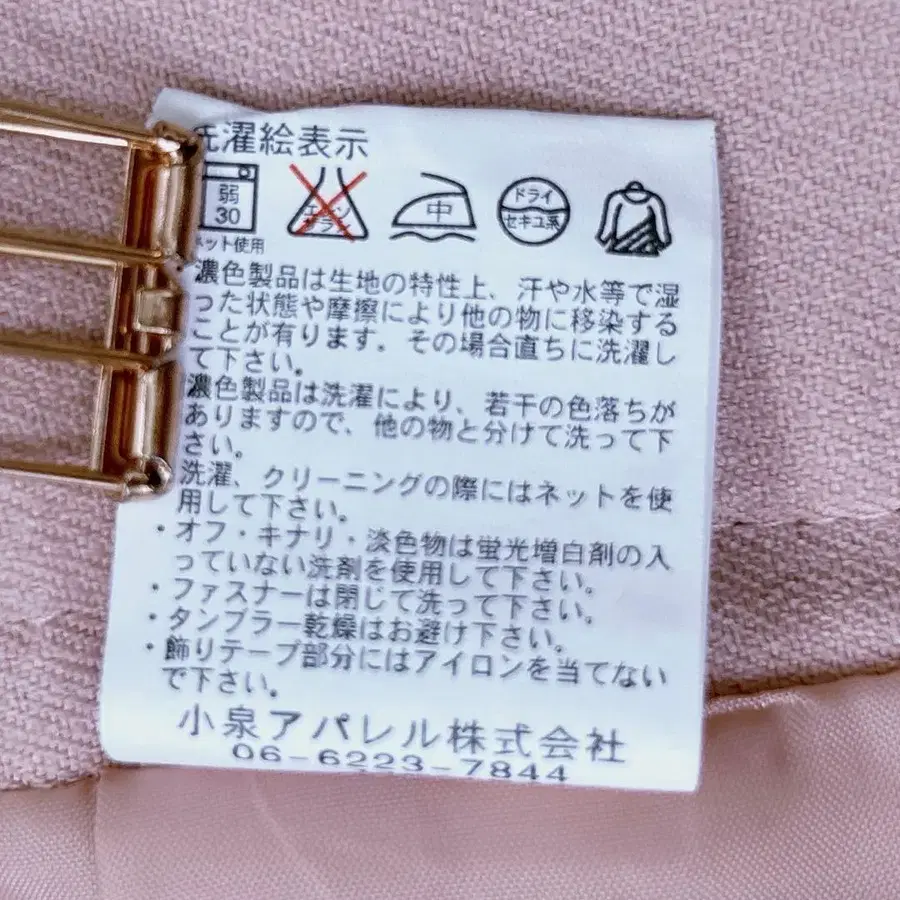 洗濯絵表示
弱
30
ネット使用
エンソ
サラシ
中
ドライ
セキユ系
濃色製品は生地の特性上、汗や水等で湿
った状態や摩擦により他の物に移染する
ことが有ります。その場合直ちに洗濯し
て下さい。
濃色製品は洗濯により、若干の色落ちが
ありますので、他の物と分けて洗って下
さい。
洗濯、クリーニングの際にはネットを使
用して下さい。
・オフ・キナリ・淡色物は蛍光増白剤の入
っていない洗剤を使用して下さい。
・ファスナーは閉じて洗って下さい。
・タンブラー乾燥はお避け下さい。
・飾りテープ部分にはアイロンを当てない
で下さい。
小泉アパレル株式会社
06-6223-7844